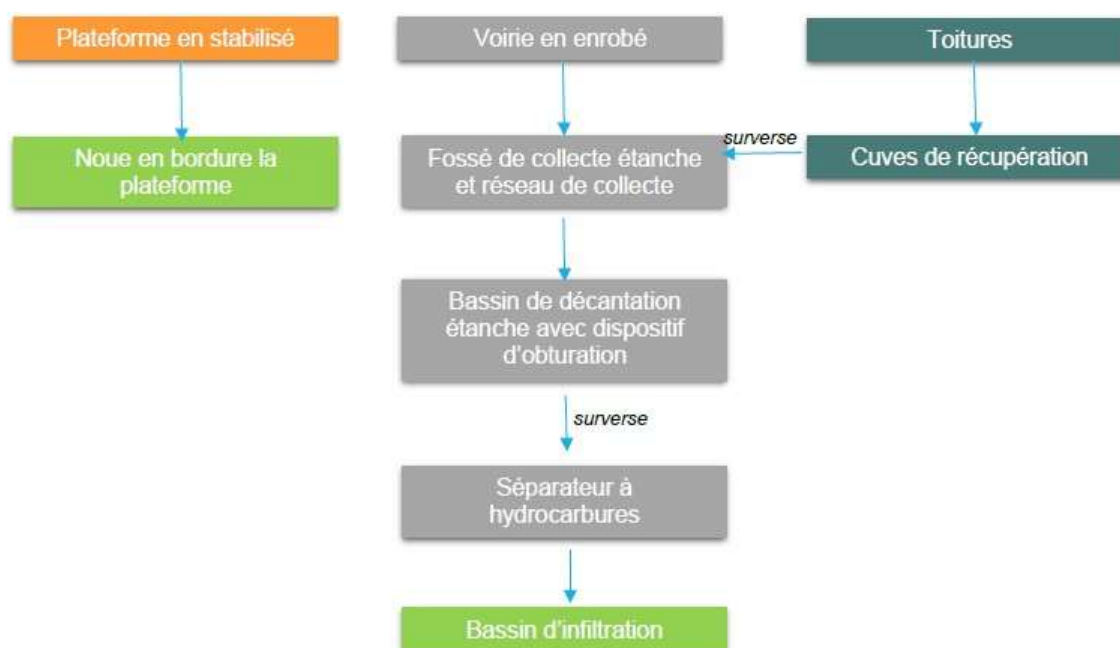 Plateforme en stabilisé
Voirie en enrobé
Toitures
Noue en bordure la
plateforme
Fossé de collecte étanche
et réseau de collecte
surverse
Cuves de récupération
Bassin de décantation
étanche avec dispositif
d'obturation
surverse
Séparateur à
hydrocarbures
Bassin d'infiltration